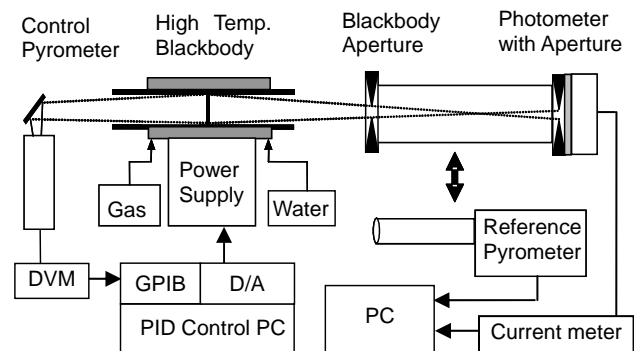 Control
Pyrometer
High Temp.
Blackbody
Blackbody
Aperture
Photometer
with Aperture
Gas
Power
Supply
Water
Reference
Pyrometer
DVM
GPIB
D/A
PID Control PC
PC
Current meter